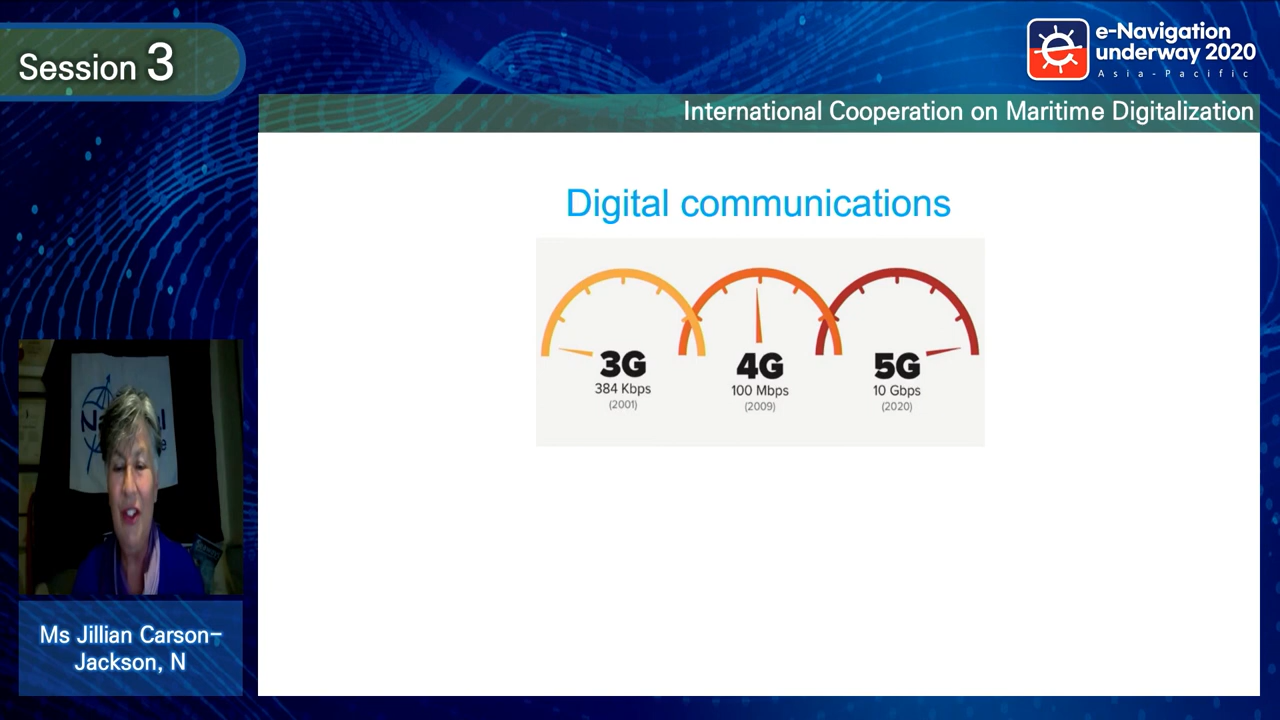 Session 3
e-Navigation
underway 2020
Asia-Pacific
International Cooperation on Maritime Digitalization
Digital communications
3G
384 Kbps
(2001)
4G
100 Mbps
(2009)
5G
10 Gbps
(2020)
Ms Jillian Carson-
Jackson, N